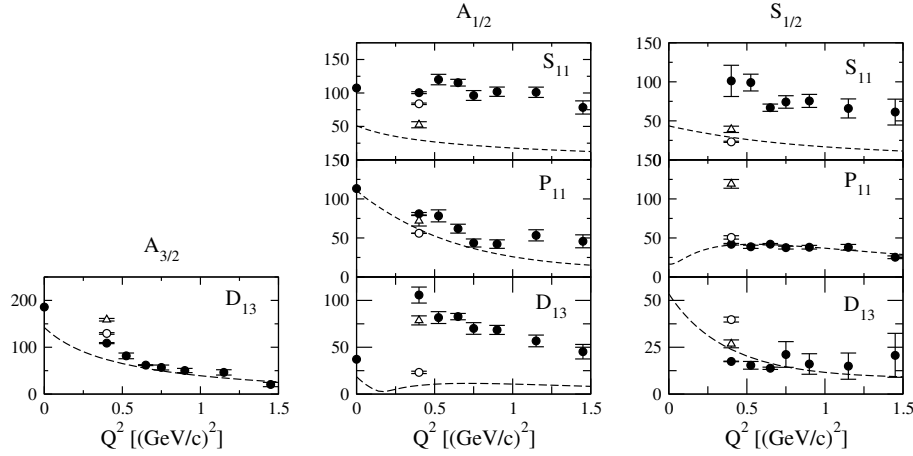 A1/2 S1/2
150 S11 150 S11
100 100
50 50
150 0 150 0
P11 P11
100 100
50 50
A3/2
0 0
D13 D13 D13
200 100 50
100 50 25
0 0 0
0 0.5 1 1.5 0 0.5 1 1.5 0 0.5 1 1.5
Q2 [(GeV/c)2] Q2 [(GeV/c)2] Q2 [(GeV/c)2]